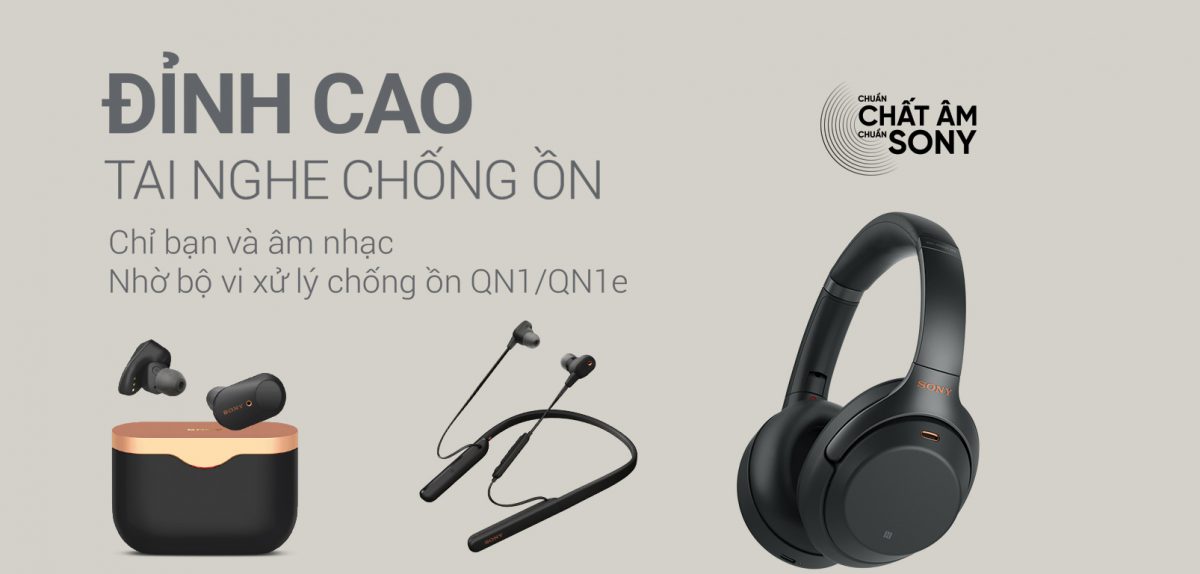 ĐỈNH CAO
TAI NGHE CHỐNG ỒN
Chỉ bạn và âm nhạc
Nhờ bộ vi xử lý chống ồn QN1/QN1e
CHUẨN
CHẤT ÂM
CHUẨN
SONY
SONY
SONY
SONY